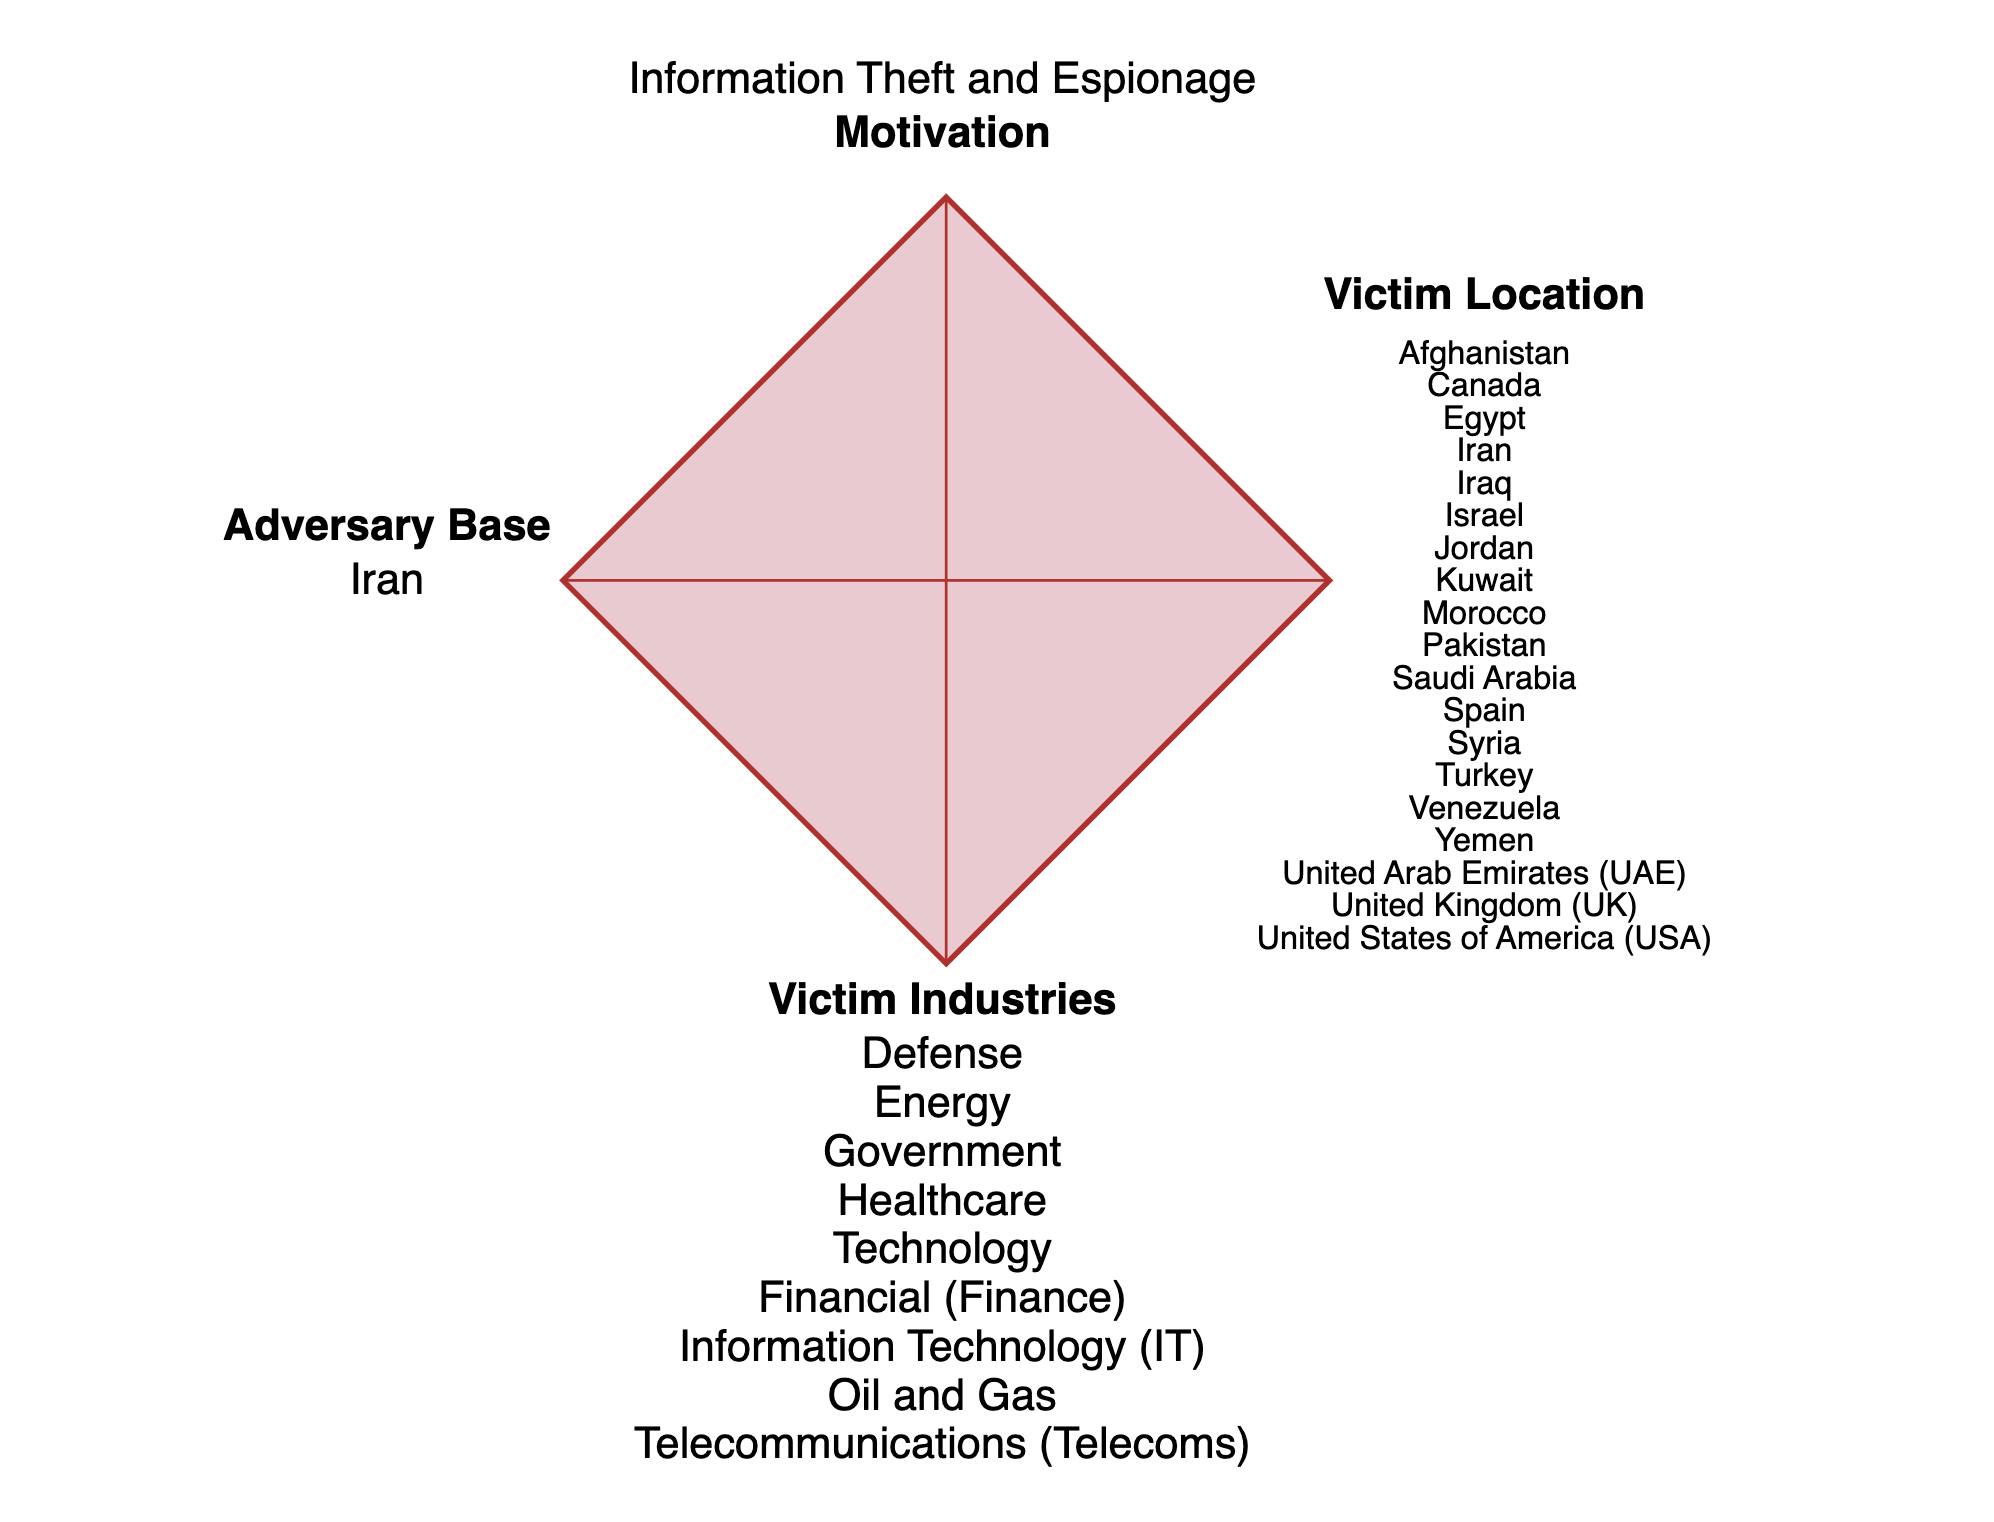 Information Theft and Espionage
Motivation
Victim Location
Afghanistan
Canada
Egypt
Iran
Iraq
Israel
Jordan
Kuwait
Morocco
Pakistan
Saudi Arabia
Spain
Syria
Turkey
Venezuela
Yemen
United Arab Emirates (UAE)
United Kingdom (UK)
United States of America (USA)
Adversary Base
Iran
Victim Industries
Defense
Energy
Government
Healthcare
Technology
Financial (Finance)
Information Technology (IT)
Oil and Gas
Telecommunications (Telecoms)